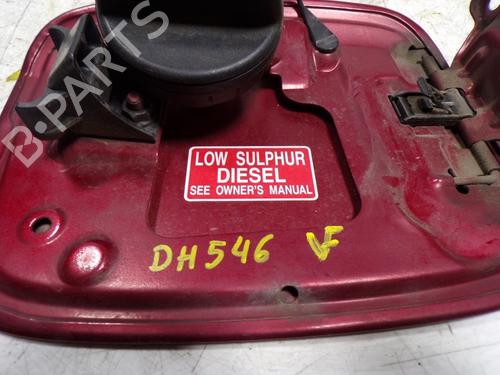 B-PARTS
LOW SULPHUR
DIESEL
SEE OWNER'S MANUAL
DH546 VF